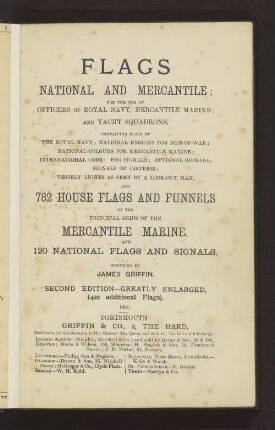 FLAGS
NATIONAL AND MERCANTILE;
FOR THE USE OF
OFFICERS OF ROYAL NAVY, MERCANTILE MARINE;
AND YACHT SQUADRONS,
CONTAINING FLAGS OF
THE ROYAL NAVY; NATIONAL ENSIGNS FOR MEN-OF-WAR;
NATIONAL COLOURS FOR MERCANTILE MARINE;
INTERNATIONAL CODE; FOG SIGNALS; OPTIONAL SIGNALS;
SIGNALS OF DISTRESS;
VESSELS' LIGHTS AS SEEN BY A LOOK-OUT MAN,
AND
782 HOUSE FLAGS AND FUNNELS
OF THE
PRINCIPAL SHIPS OF THE
MERCANTILE MARINE,
AND
120 NATIONAL FLAGS AND SIGNALS.
COMPILED BY
JAMES GRIFFIN.
SECOND EDITION—GREATLY ENLARGED,
(422 additional Flags).
PORTSMOUTH
GRIFFIN & CO., 2, THE HARD,